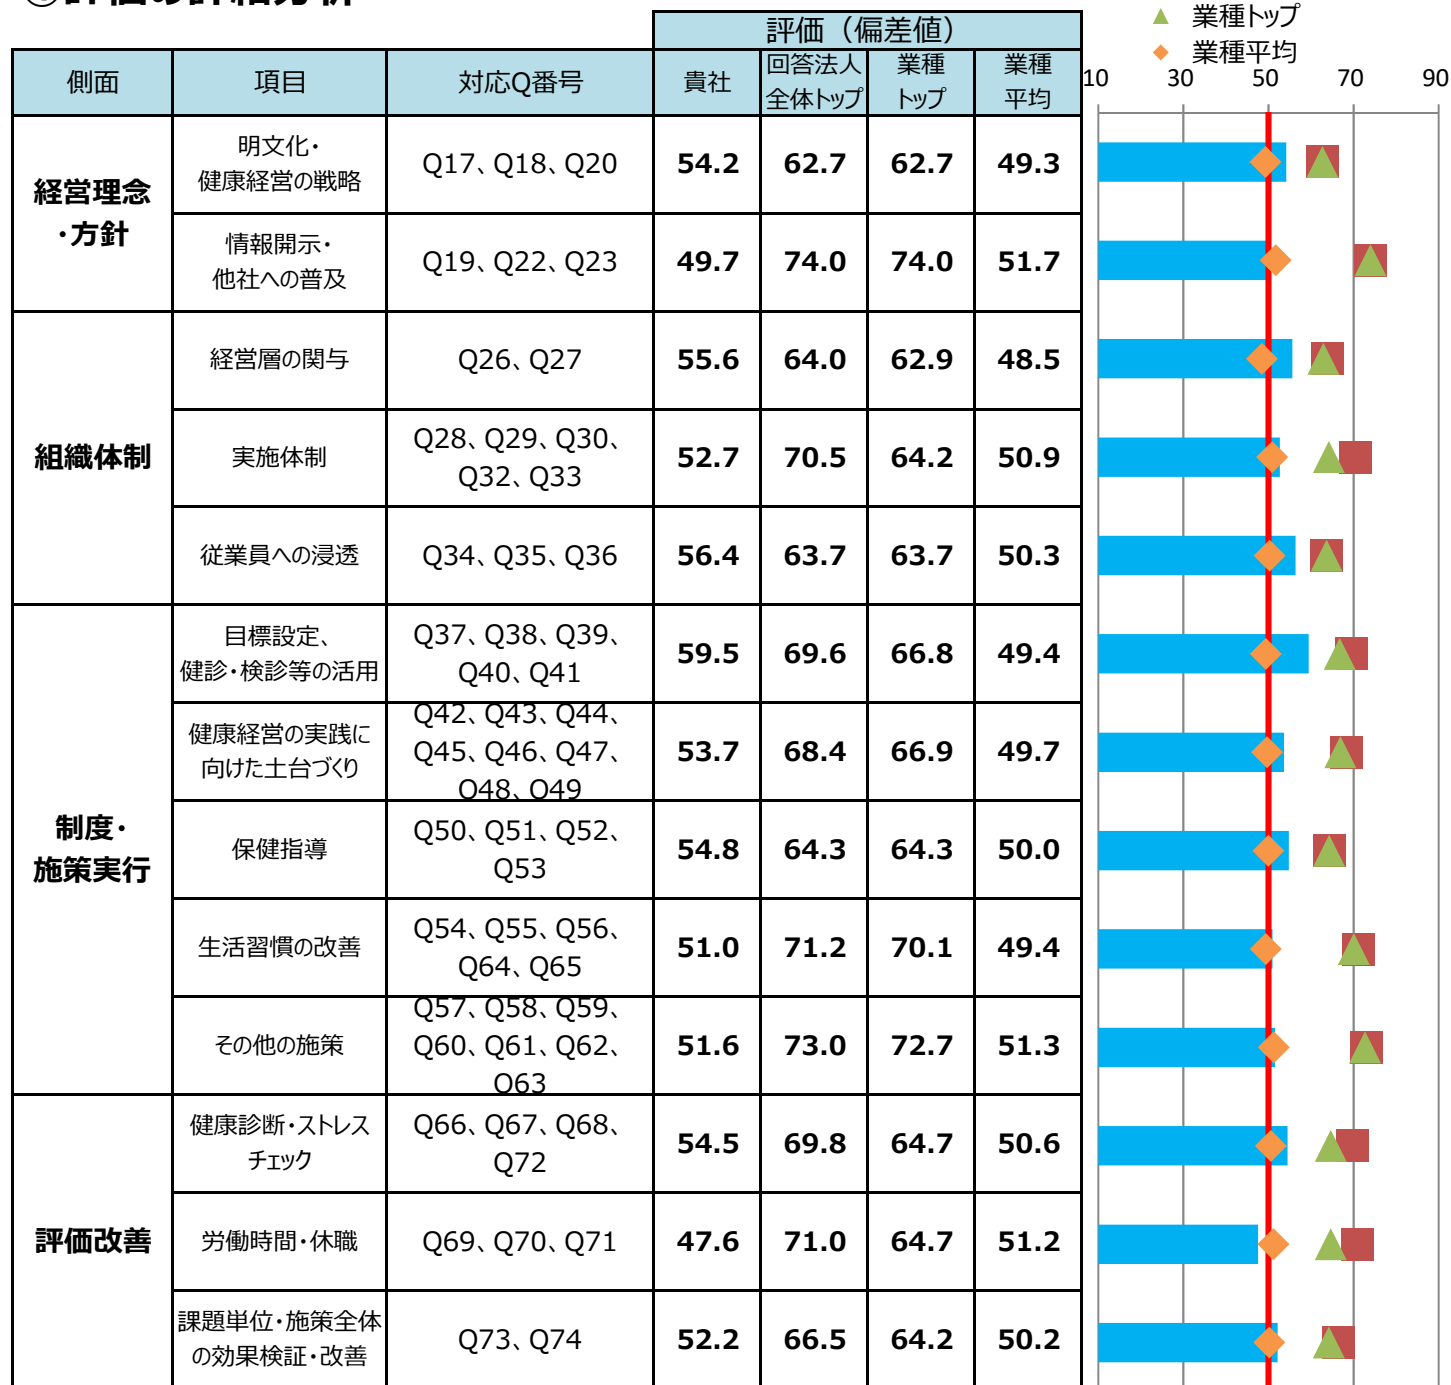 評価（偏差値）
業種トップ
業種平均
側面 項目 対応Q番号 貴社 回答法人 業種 業種
全体トップ トップ 平均
10 30 50 70 90
経営理念
・方針
明文化・
健康経営の戦略
Q17、Q18、Q20 54.2 62.7 62.7 49.3
情報開示・
他社への普及
Q19、Q22、Q23 49.7 74.0 74.0 51.7
組織体制
経営層の関与 Q26、Q27 55.6 64.0 62.9 48.5
実施体制
Q28、Q29、Q30、
Q32、Q33
52.7 70.5 64.2 50.9
従業員への浸透 Q34、Q35、Q36 56.4 63.7 63.7 50.3
制度・
施策実行
目標設定、
健診・検診等の活用
Q37、Q38、Q39、
Q40、Q41
59.5 69.6 66.8 49.4
健康経営の実践に
向けた土台づくり
Q42、Q43、Q44、
Q45、Q46、Q47、
Q48、Q49
53.7 68.4 66.9 49.7
保健指導
Q50、Q51、Q52、
Q53
54.8 64.3 64.3 50.0
生活習慣の改善
Q54、Q55、Q56、
Q64、Q65
51.0 71.2 70.1 49.4
その他の施策
Q57、Q58、Q59、
Q60、Q61、Q62、
Q63
51.6 73.0 72.7 51.3
評価改善
健康診断・ストレス
チェック
Q66、Q67、Q68、
Q72
54.5 69.8 64.7 50.6
労働時間・休職 Q69、Q70、Q71 47.6 71.0 64.7 51.2
課題単位・施策全体
の効果検証・改善
Q73、Q74 52.2 66.5 64.2 50.2